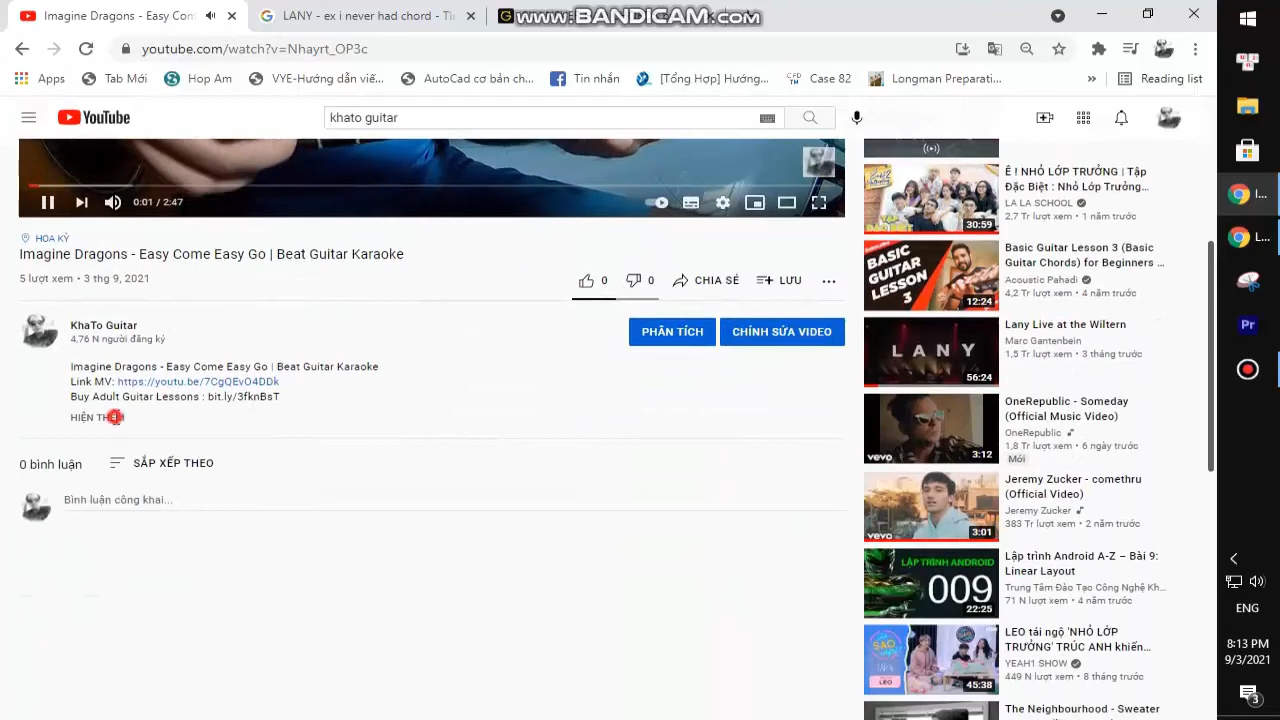 Imagine Dragons - Easy Com
LANY - ex i never had chord - Ti
www.BANDICAM.com
youtube.com/watch?v=Nhayrt_OP3c
Apps
Tab Mới
Hop Am
VYE-Hướng dẫn viế...
AutoCad cơ bản ch...
Tin nhắn
[Tổng Hợp] Hướng...
Case 82
Longman Preparati...
»
Reading list
YouTube
khato guitar
0:01 / 2:47
HOA KỲ
Imagine Dragons - Easy Come Easy Go | Beat Guitar Karaoke
5 lượt xem • 3 thg 9, 2021
0
0
CHIA SẺ
LƯU
KhaTo Guitar
4,76 N người đăng ký
PHÂN TÍCH
CHỈNH SỬA VIDEO
Imagine Dragons - Easy Come Easy Go | Beat Guitar Karaoke
Link MV: https://youtu.be/7CgQEvO4DDk
Buy Adult Guitar Lessons : bit.ly/3fknBsT
HIỆN THÊM
0 bình luận
SẮP XẾP THEO
Bình luận công khai...
30:59
Ê ! NHỎ LỚP TRƯỞNG | Tập
Đặc Biệt : Nhỏ Lớp Trưởng...
LA LA SCHOOL
2,7 Tr lượt xem • 1 năm trước
BASIC
GUITAR
LESSON
3
12:24
Basic Guitar Lesson 3 (Basic
Guitar Chords) for Beginners ...
Acoustic Pahadi
4,2 Tr lượt xem • 4 năm trước
LANY
56:24
Lany Live at the Wiltern
Marc Gantenbein
1,5 Tr lượt xem • 3 tháng trước
vevo
3:12
OneRepublic - Someday
(Official Music Video)
OneRepublic
1,8 Tr lượt xem • 6 ngày trước
Mới
vevo
3:01
Jeremy Zucker - comethru
(Official Video)
Jeremy Zucker
383 Tr lượt xem • 2 năm trước
LẬP TRÌNH ANDROID
009
22:25
Lập trình Android A-Z – Bài 9:
Linear Layout
Trung Tâm Đào Tạo Công Nghệ Kh...
71 N lượt xem • 4 năm trước
SAO
LEO
45:38
LEO tái ngộ 'NHỎ LỚP
TRƯỞNG' TRÚC ANH khiến...
YEAH1 SHOW
449 N lượt xem • 8 tháng trước
The Neighbourhood - Sweater
I...
L...
Pr
ENG
8:13 PM
9/3/2021
3